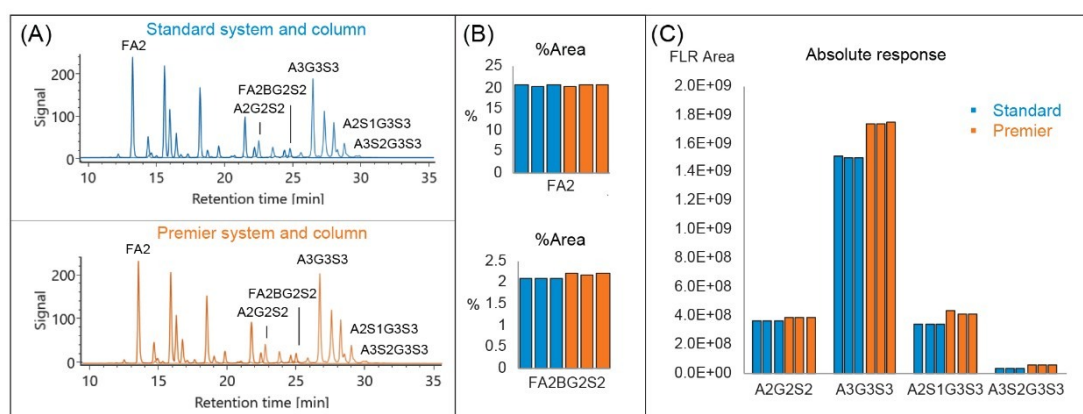 (A)
Standard system and column
FA2
A3G3S3
FA2BG2S2
A2G2S2
A2S1G3S3
A3S2G3S3
Signal
200
100
0
10 15 20 25 30 35
Retention time [min]
Premier system and column
FA2
A3G3S3
FA2BG2S2
A2G2S2
A2S1G3S3
A3S2G3S3
Signal
200
100
0
10 15 20 25 30 35
Retention time [min]
(B)
%Area
25
20
15
%
10
5
0
FA2
%Area
2.5
2
1.5
%
1
0.5
0
FA2BG2S2
(C)
FLR Area
Absolute response
2.0E+09
1.8E+09
Standard
1.6E+09
Premier
1.4E+09
1.2E+09
1.0E+09
8.0E+08
6.0E+08
4.0E+08
2.0E+08
0.0E+00
A2G2S2 A3G3S3 A2S1G3S3 A3S2G3S3